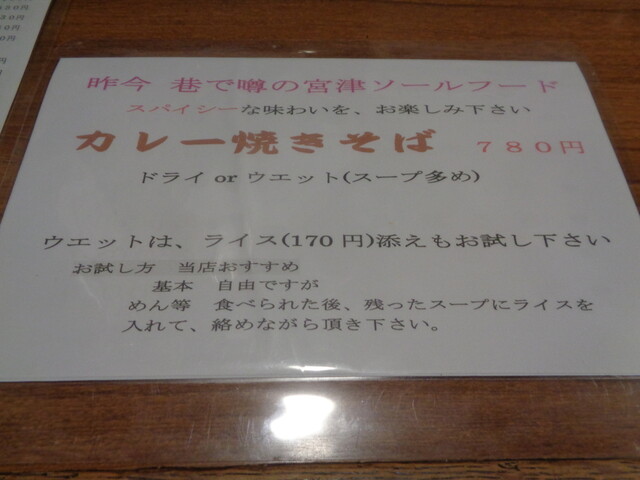 昨今 巷で噂の宮津ソールフード
スパイシーな味わいを、お楽しみ下さい
カレー焼きそば ７８０円
ドライ or ウエット(スープ多め)
ウエットは、ライス(170 円)添えもお試し下さい
お試し方 当店おすすめ
基本 自由ですが
めん等 食べられた後、残ったスープにライスを
入れて、絡めながら頂き下さい。